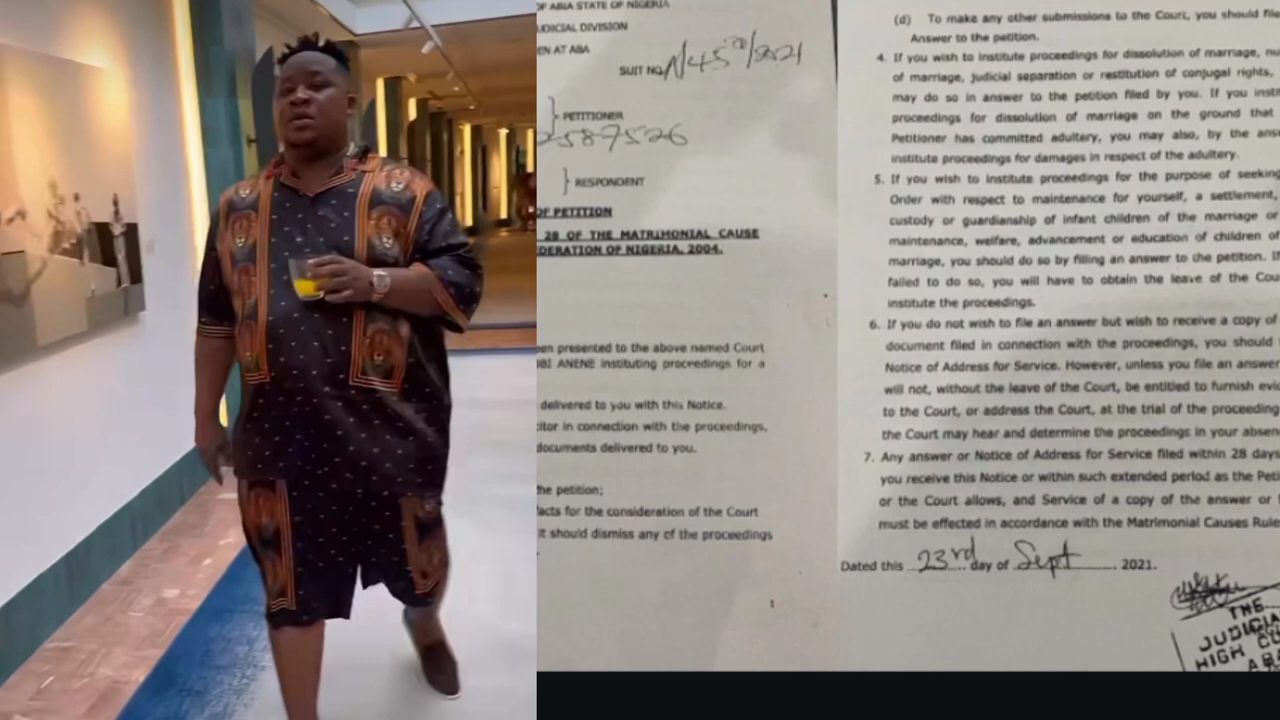 OF ABIA STATE OF NIGERIA
JUDICIAL DIVISION
EN AT ABA
SUIT NO
PETITIONER
2587526
RESPONDENT
OF PETITION
28 OF THE MATRIMONIAL CAUSE
DERATION OF NIGERIA, 2004.
en presented to the above named Court
BI ANENE instituting proceedings for a
delivered to you with this Notice.
itor in connection with the proceedings,
documents delivered to you.
he petition;
facts for the consideration of the Court
it should dismiss any of the proceedings
1
(d) To make any other submissions to the Court, you should file
Answer to the petition.
4. If you wish to institute proceedings for dissolution of marriage, nu
of marriage, judicial separation or restitution of conjugal rights,
may do so in answer to the petition filed by you. If you insti
proceedings for dissolution of marriage on the ground that
Petitioner has committed adultery, you may also, by the ans
institute proceedings for damages in respect of the adultery.
5. If you wish to institute proceedings for the purpose of seeking
Order with respect to maintenance for yourself, a settlement,
custody or guardianship of infant children of the marriage or
maintenance, welfare, advancement or education of children of
marriage, you should do so by filling an answer to the petition. If
failed to do so, you will have to obtain the leave of the Cou
institute the proceedings.
6. If you do not wish to file an answer but wish to receive a copy of
document filed in connection with the proceedings, you should
Notice of Address for Service. However, unless you file an answer
will not, without the leave of the Court, be entitled to furnish evi
to the Court, or address the Court, at the trial of the proceeding
the Court may hear and determine the proceedings in your absen
7. Any answer or Notice of Address for Service filed within 28 days
you receive this Notice or within such extended period as the Peti
or the Court allows, and Service of a copy of the answer or
must be effected in accordance with the Matrimonial Causes Rule
Dated this 23rd day of Sept 2021.
THE
JUDICIA
HIGH CO
ABA